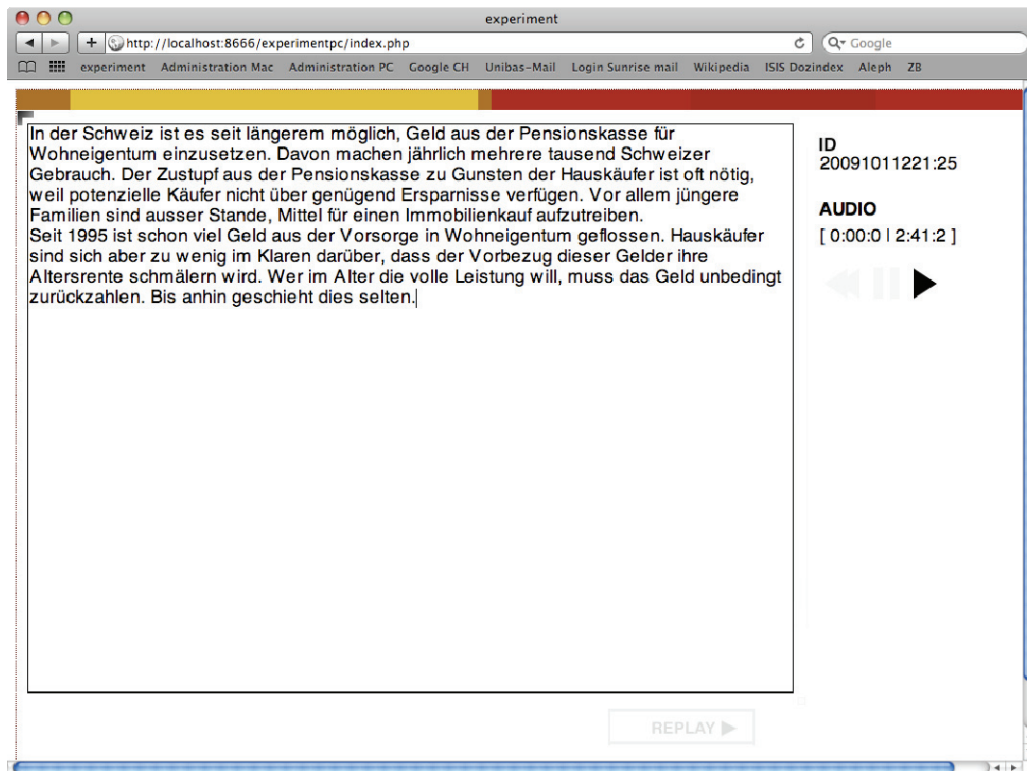 experiment
http://localhost:8666/experimentpc/index.php
Google
experiment Administration Mac Administration PC Google CH Unibas-Mail Login Sunrise mail Wikipedia ISIS Dozindex Aleph ZB
In der Schweiz ist es seit längerem möglich, Geld aus der Pensionskasse für
Wohneigentum einzusetzen. Davon machen jährlich mehrere tausend Schweizer
Gebrauch. Der Zustupf aus der Pensionskasse zu Gunsten der Hauskäufer ist oft nötig,
weil potenzielle Käufer nicht über genügend Ersparnisse verfügen. Vor allem jüngere
Familien sind ausser Stande, Mittel für einen Immobilienkauf aufzutreiben.
Seit 1995 ist schon viel Geld aus der Vorsorge in Wohneigentum geflossen. Hauskäufer
sind sich aber zu wenig im Klaren darüber, dass der Vorbezug dieser Gelder ihre
Altersrente schmälern wird. Wer im Alter die volle Leistung will, muss das Geld unbedingt
zurückzahlen. Bis anhin geschieht dies selten.
ID
20091011221:25
AUDIO
[ 0:00:0 | 2:41:2 ]
REPLAY